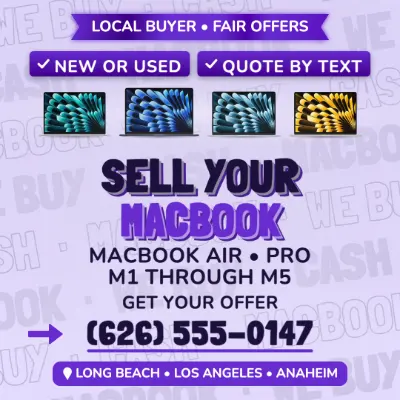 LOCAL BUYER • FAIR OFFERS
✓ NEW OR USED
✓ QUOTE BY TEXT
SELL YOUR
MACBOOK
MACBOOK AIR • PRO
M1 THROUGH M5
GET YOUR OFFER
(626) 555-0147
LONG BEACH • LOS ANGELES • ANAHEIM